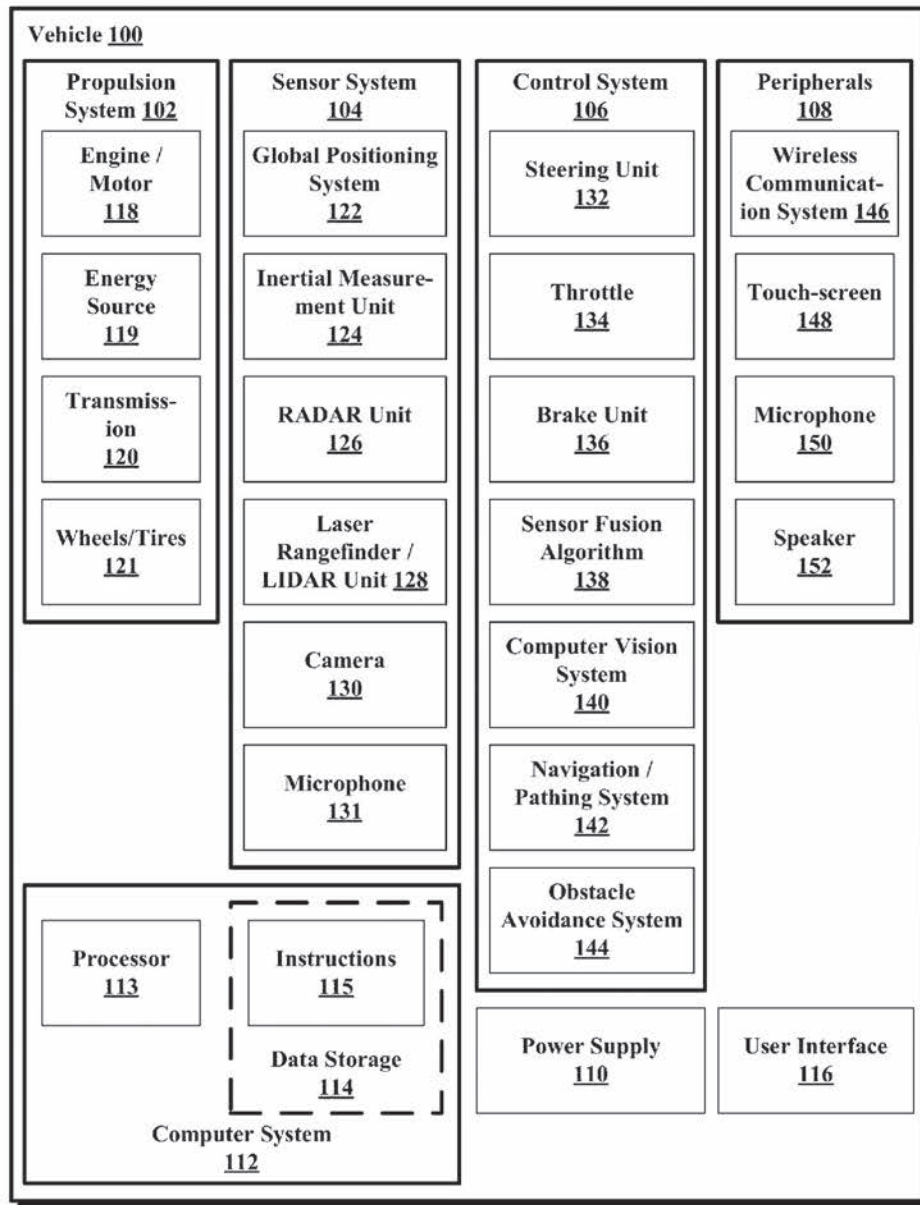 Vehicle 100
Propulsion
System 102
Engine /
Motor
118
Energy
Source
119
Transmiss-
ion
120
Wheels/Tires
121
Sensor System
104
Global Positioning
System
122
Inertial Measure-
ment Unit
124
RADAR Unit
126
Laser
Rangefinder /
LIDAR Unit 128
Camera
130
Microphone
131
Control System
106
Steering Unit
132
Throttle
134
Brake Unit
136
Sensor Fusion
Algorithm
138
Computer Vision
System
140
Navigation /
Pathing System
142
Obstacle
Avoidance System
144
Peripherals
108
Wireless
Communicat-
ion System 146
Touch-screen
148
Microphone
150
Speaker
152
Processor
113
Instructions
115
Data Storage
114
Computer System
112
Power Supply
110
User Interface
116